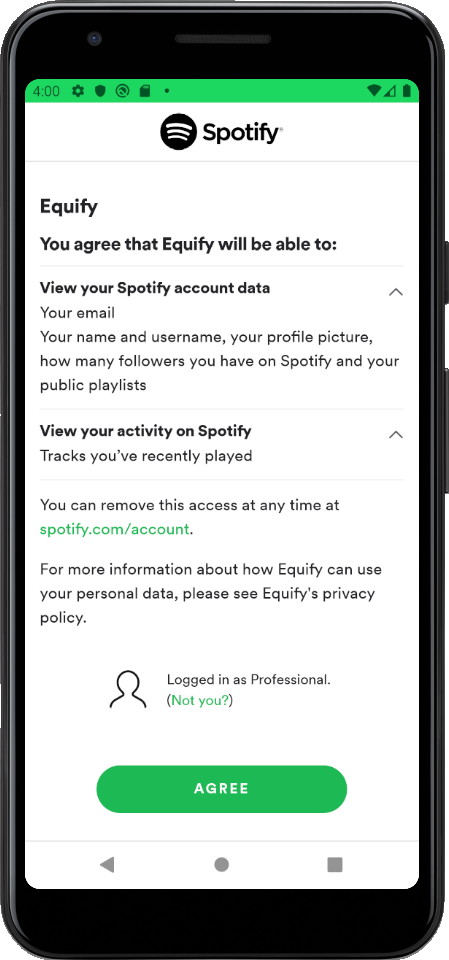 4:00
Spotify®
Equify
You agree that Equify will be able to:
View your Spotify account data
Your email
Your name and username, your profile picture,
how many followers you have on Spotify and your
public playlists
View your activity on Spotify
Tracks you’ve recently played
You can remove this access at any time at
spotify.com/account.
For more information about how Equify can use
your personal data, please see Equify's privacy
policy.
Logged in as Professional.
(Not you?)
AGREE